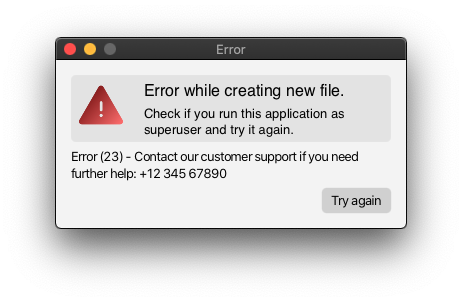 Error
Error while creating new file.
Check if you run this application as
superuser and try it again.
Error (23) - Contact our customer support if you need
further help: +12 345 67890
Try again